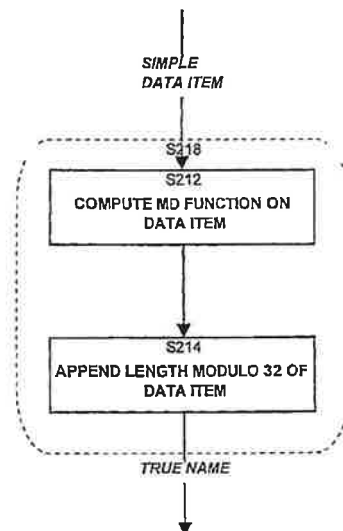 SIMPLE
DATA ITEM
S218
S212
COMPUTE MD FUNCTION ON
DATA ITEM
S214
APPEND LENGTH MODULO 32 OF
DATA ITEM
TRUE NAME